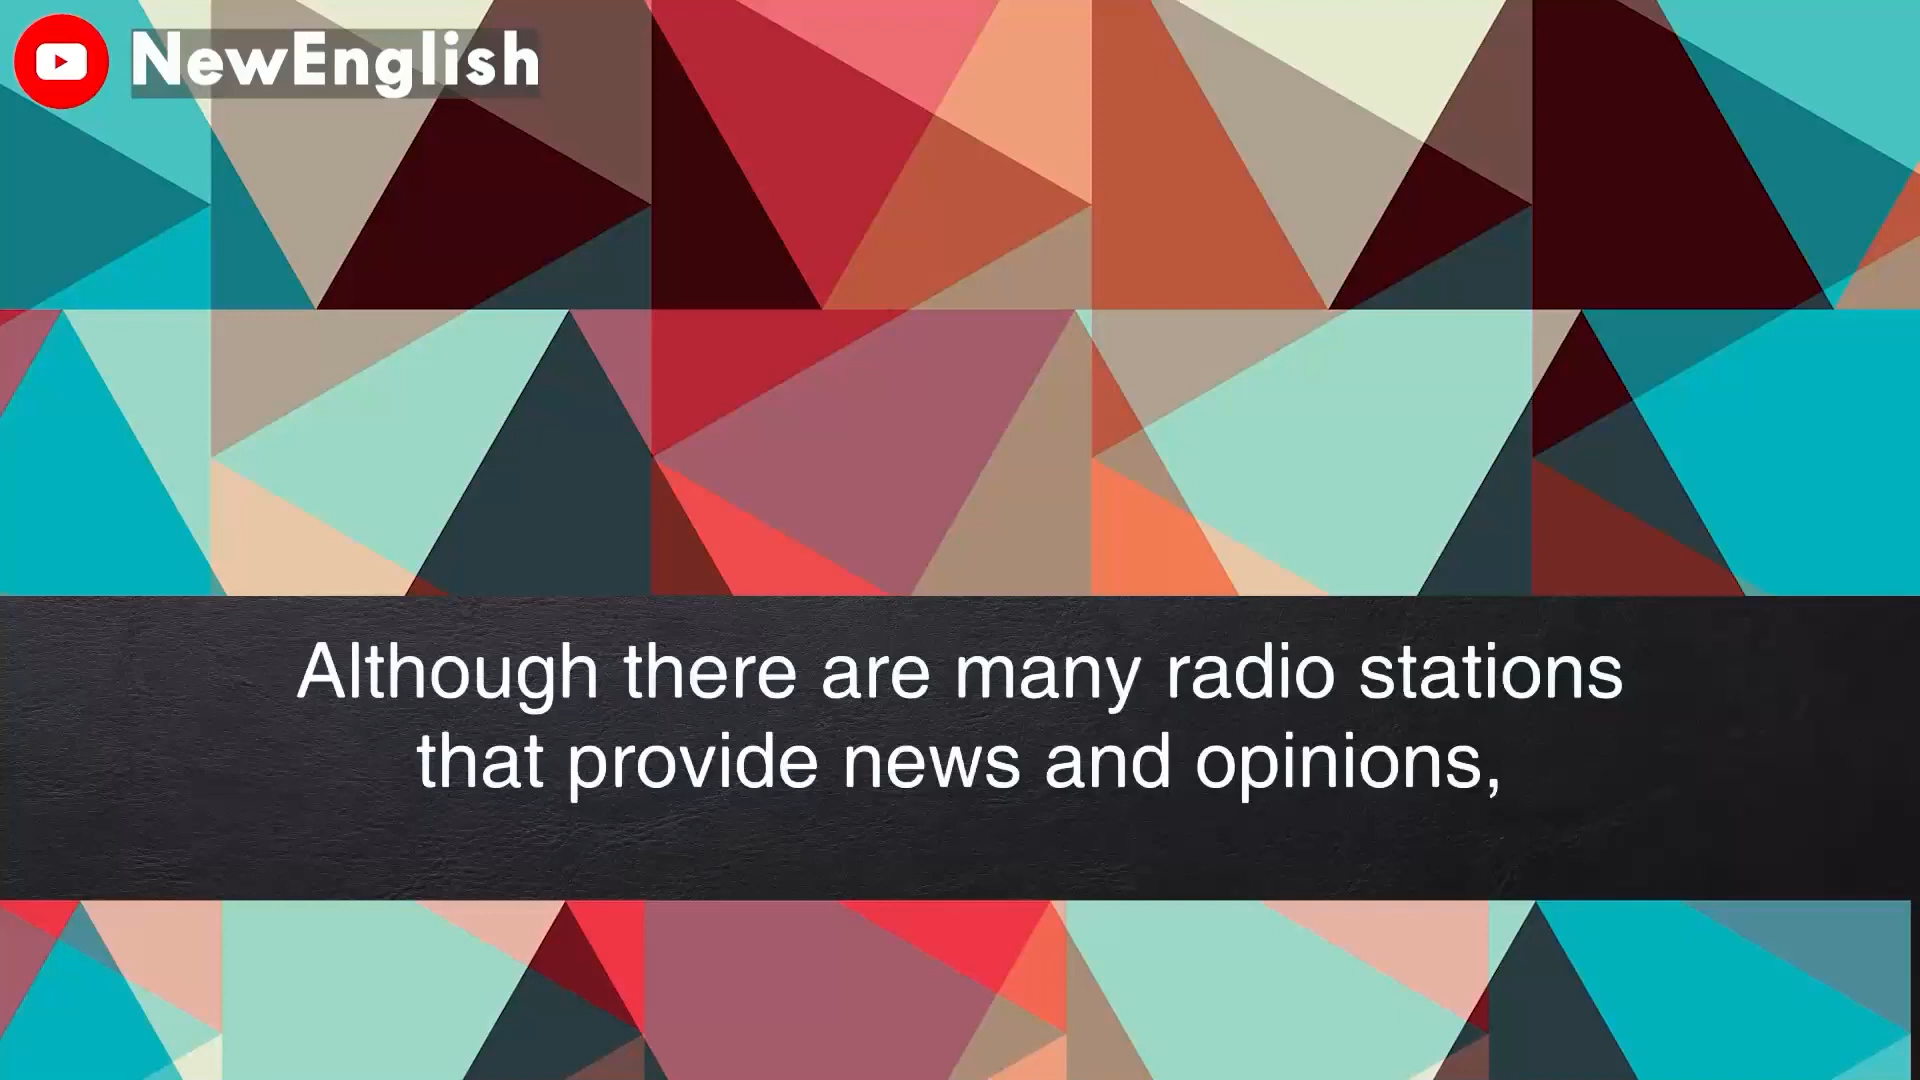 NewEnglish
Although there are many radio stations
that provide news and opinions,